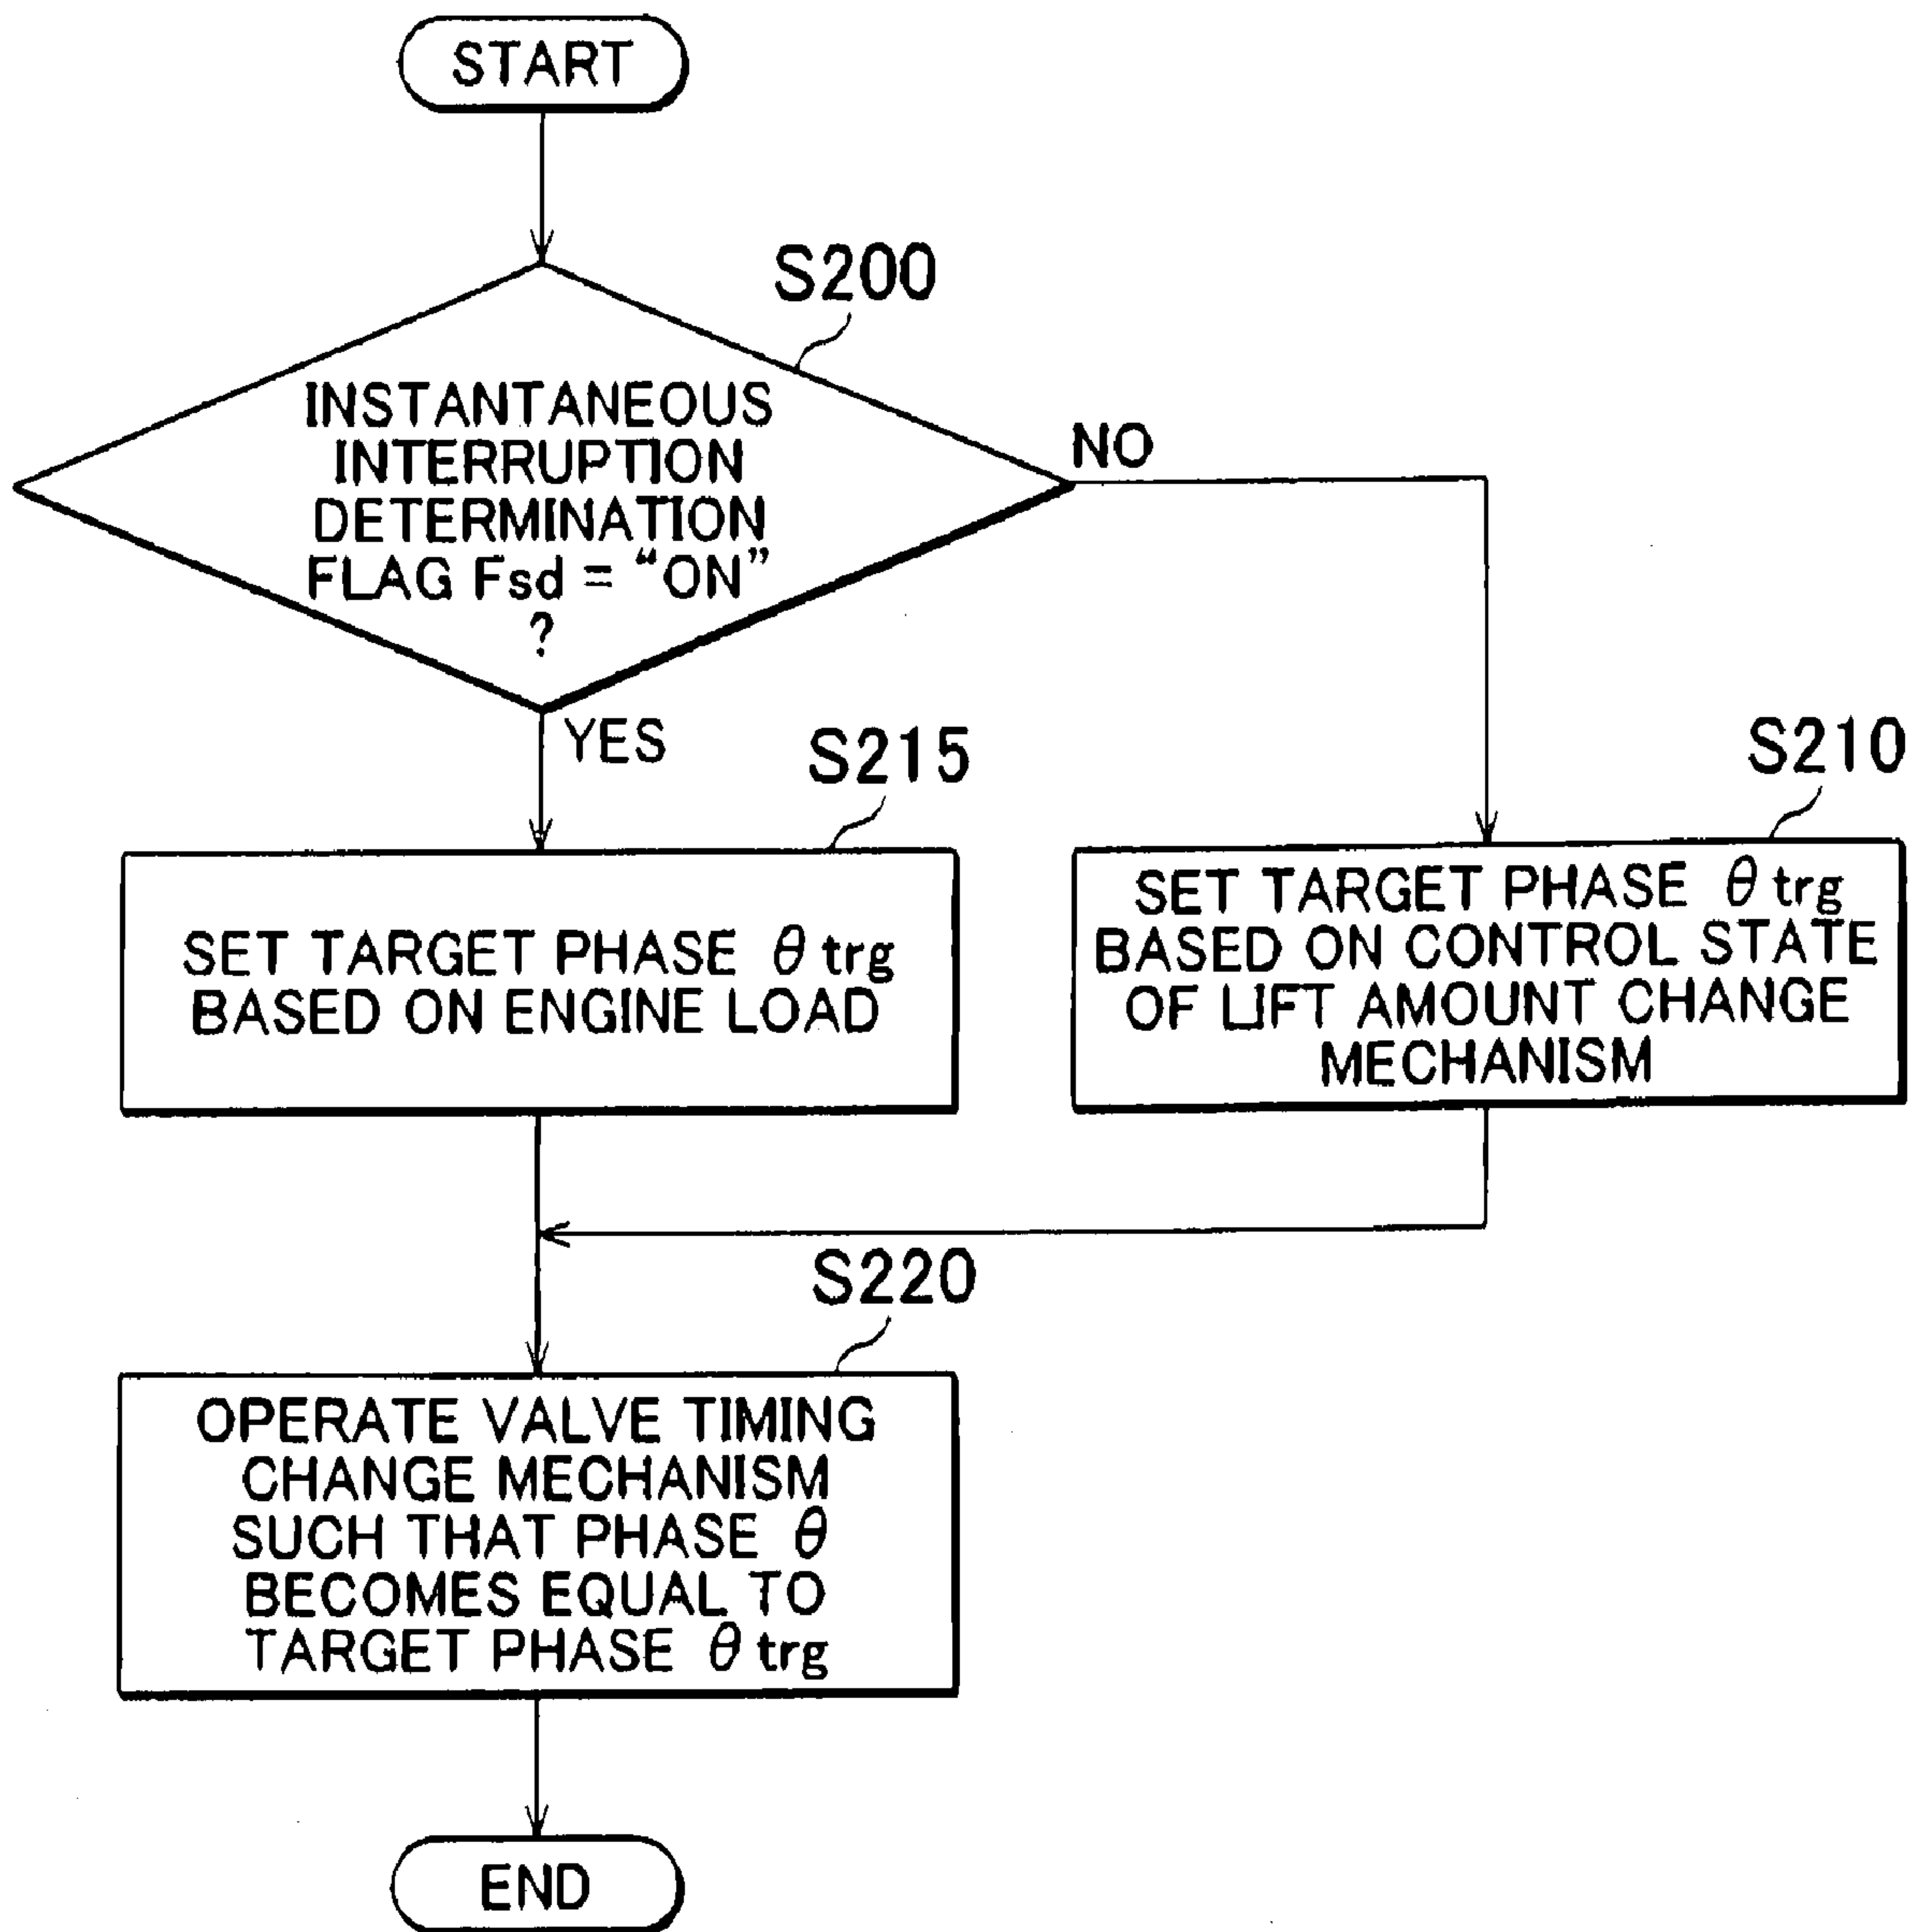 START
S200
INSTANTANEOUS
INTERRUPTION
DETERMINATION
FLAG Fsd = “ON”
?
NO
YES
S215
SET TARGET PHASE θ trg
BASED ON ENGINE LOAD
S210
SET TARGET PHASE θ trg
BASED ON CONTROL STATE
OF LIFT AMOUNT CHANGE
MECHANISM
S220
OPERATE VALVE TIMING
CHANGE MECHANISM
SUCH THAT PHASE θ
BECOMES EQUAL TO
TARGET PHASE θ trg
END